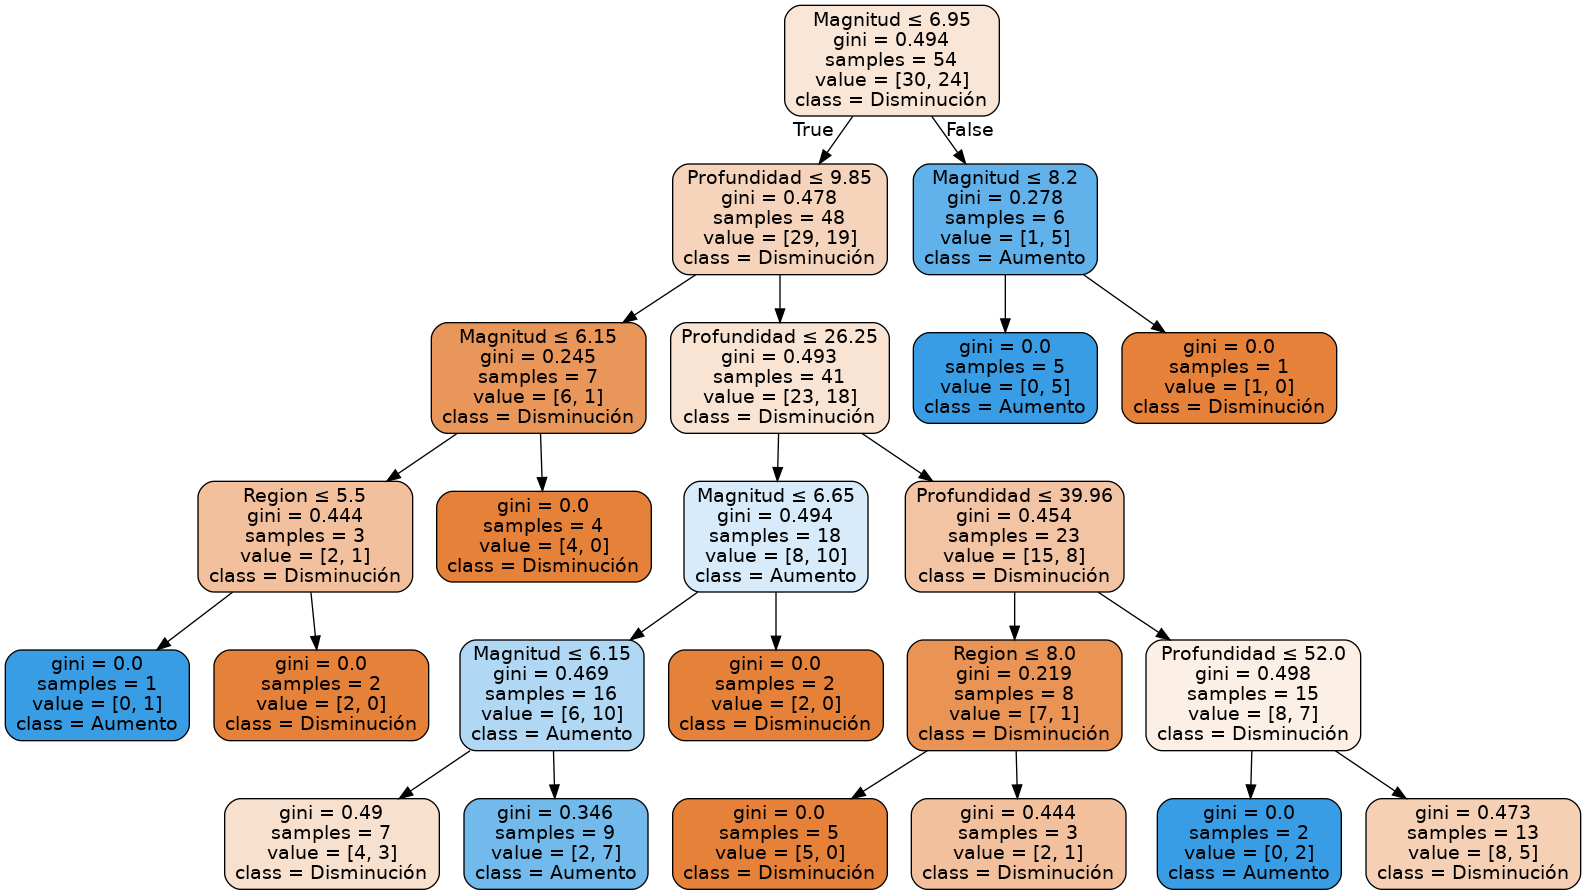 Magnitud ≤ 6.95
gini = 0.494
samples = 54
value = [30, 24]
class = Disminución
True
False
Profundidad ≤ 9.85
gini = 0.478
samples = 48
value = [29, 19]
class = Disminución
Magnitud ≤ 8.2
gini = 0.278
samples = 6
value = [1, 5]
class = Aumento
Magnitud ≤ 6.15
gini = 0.245
samples = 7
value = [6, 1]
class = Disminución
Profundidad ≤ 26.25
gini = 0.493
samples = 41
value = [23, 18]
class = Disminución
gini = 0.0
samples = 5
value = [0, 5]
class = Aumento
gini = 0.0
samples = 1
value = [1, 0]
class = Disminución
Region ≤ 5.5
gini = 0.444
samples = 3
value = [2, 1]
class = Disminución
gini = 0.0
samples = 4
value = [4, 0]
class = Disminución
Magnitud ≤ 6.65
gini = 0.494
samples = 18
value = [8, 10]
class = Aumento
Profundidad ≤ 39.96
gini = 0.454
samples = 23
value = [15, 8]
class = Disminución
gini = 0.0
samples = 1
value = [0, 1]
class = Aumento
gini = 0.0
samples = 2
value = [2, 0]
class = Disminución
Magnitud ≤ 6.15
gini = 0.469
samples = 16
value = [6, 10]
class = Aumento
gini = 0.0
samples = 2
value = [2, 0]
class = Disminución
Region ≤ 8.0
gini = 0.219
samples = 8
value = [7, 1]
class = Disminución
Profundidad ≤ 52.0
gini = 0.498
samples = 15
value = [8, 7]
class = Disminución
gini = 0.49
samples = 7
value = [4, 3]
class = Disminución
gini = 0.346
samples = 9
value = [2, 7]
class = Aumento
gini = 0.0
samples = 5
value = [5, 0]
class = Disminución
gini = 0.444
samples = 3
value = [2, 1]
class = Disminución
gini = 0.0
samples = 2
value = [0, 2]
class = Aumento
gini = 0.473
samples = 13
value = [8, 5]
class = Disminución